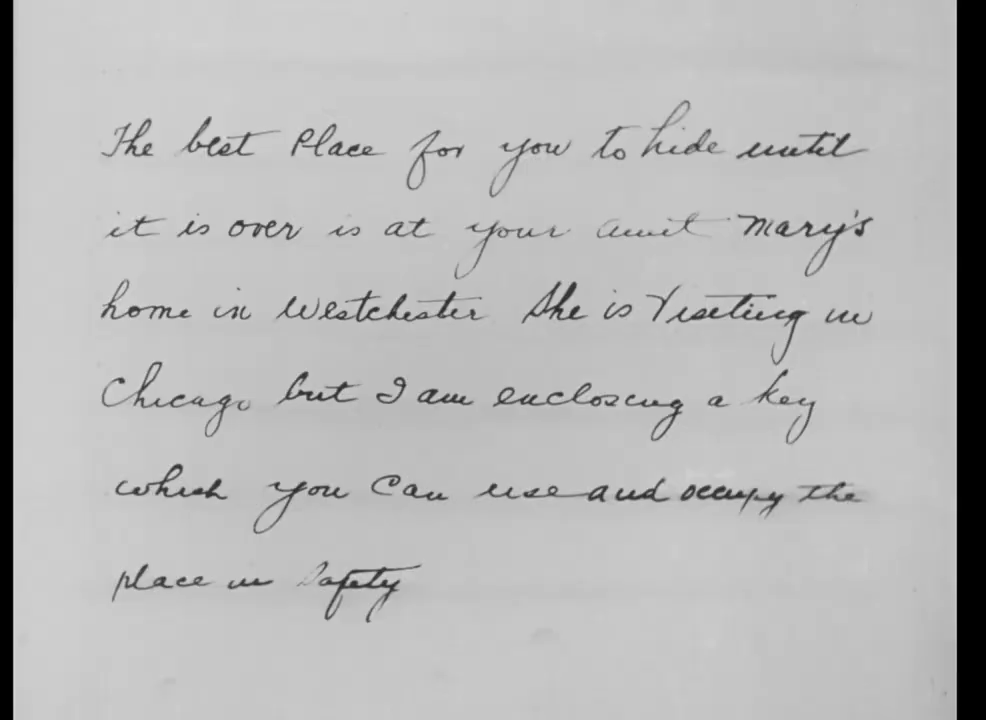 The best Place for you to hide until
it is over is at your aunt Mary's
home in Westchester She is Visiting in
Chicago but I am enclosing a key
which you can use and occupy the
place in Safety